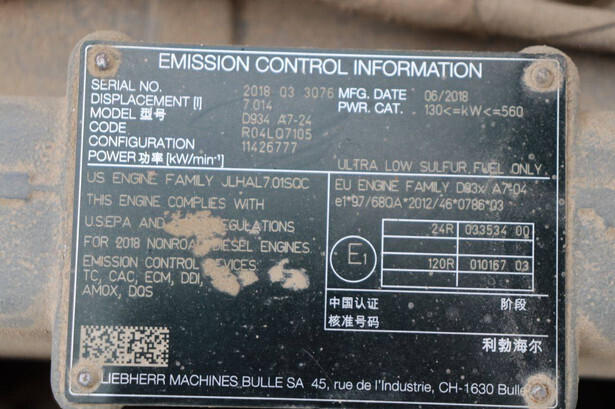 EMISSION CONTROL INFORMATION
SERIAL NO. 2018 03 3076 MFG. DATE 06/2018
DISPLACEMENT [l] 7.014 PWR. CAT. 130<=kW<=560
MODEL 型号 D934 A7-24
CODE R04LQ7105
CONFIGURATION 11426777
POWER 功率 [kW/min-¹]
ULTRA LOW SULFUR FUEL ONLY
US ENGINE FAMILY JLHAL7.01SQC
THIS ENGINE COMPLIES WITH
U.S.EPA AND REGULATIONS
FOR 2018 NONROAD DIESEL ENGINES
EMISSION CONTROL DEVICES:
TC, CAC, ECM, DDI,
AMOX, DOS
EU ENGINE FAMILY D93x A7-04
e1*97/68QA*2012/46*0786*03
24R 033534 00
E1
120R 010167 03
中国认证 阶段
核准号码
利勃海尔
LIEBHERR MACHINES BULLE SA 45, rue de l'Industrie, CH-1630 Bulle